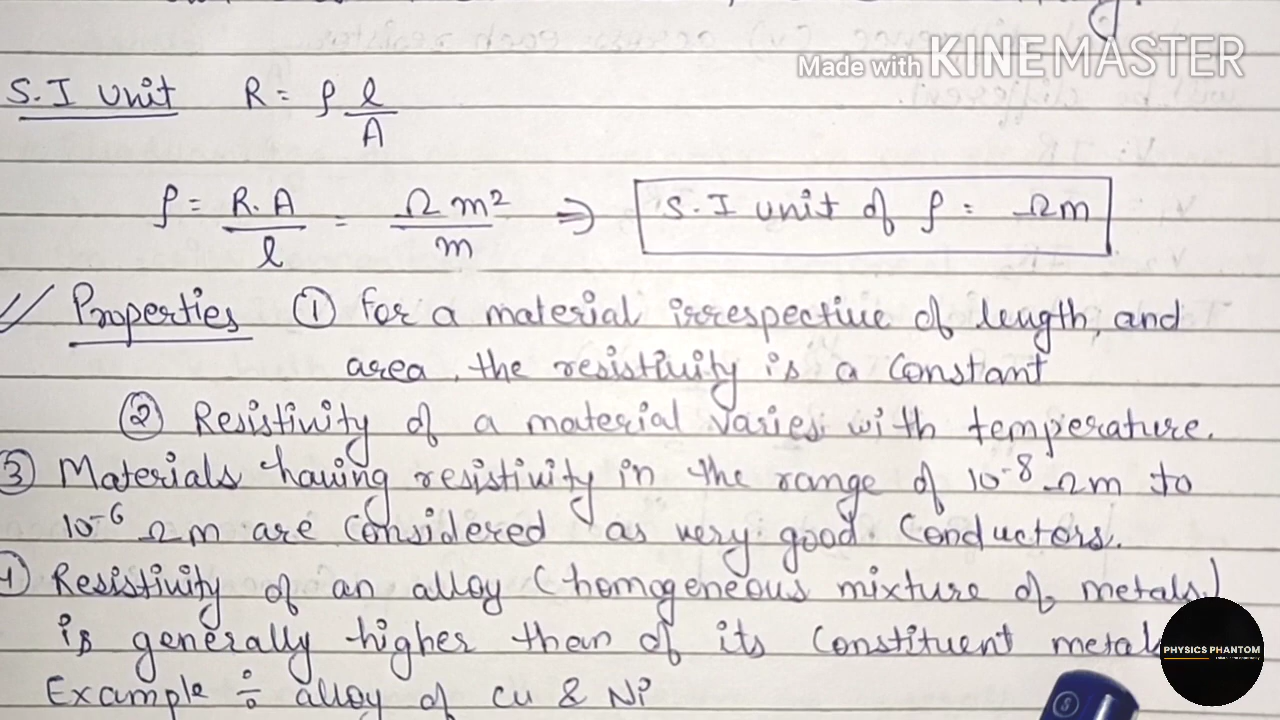 Made with KINEMASTER
S.I Unit R = ρ l/A
ρ = R.A/l = Ω m²/m ⇒ S.I unit of ρ = Ωm
Properties ① For a material irrespective of length, and
area, the resistivity is a Constant
② Resistivity of a material varies with temperature.
③ Materials having resistivity in the range of 10⁻⁸ Ωm to
10⁻⁶ Ωm are Considered as very good Conductors.
④ Resistivity of an alloy (homogeneous mixture of metals)
is generally higher than of its Constituent metal
PHYSICS PHANTOM
Example ÷ alloy of Cu & Ni